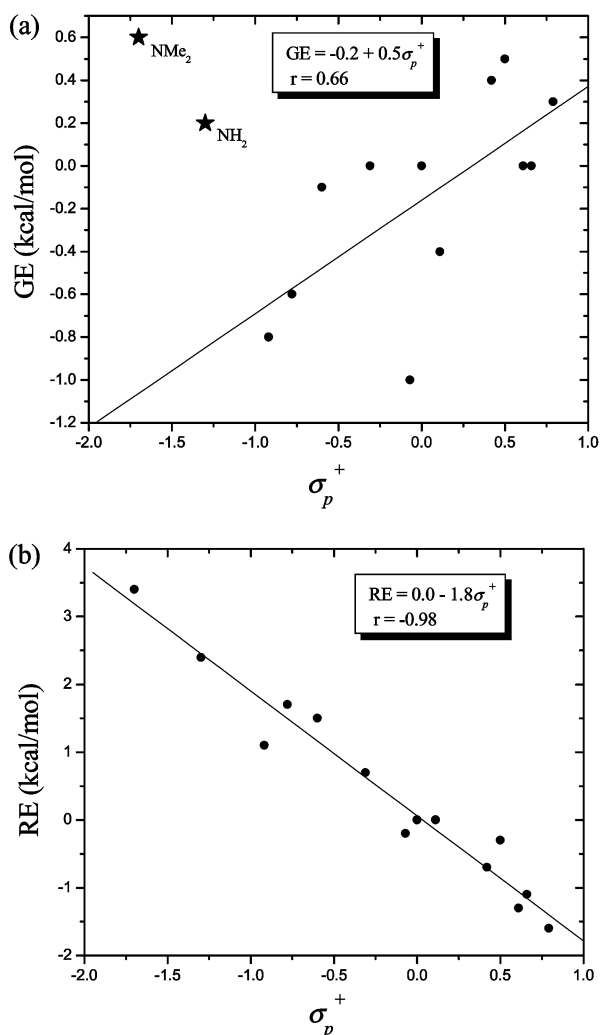 (a)
GE = -0.2 + 0.5σp+
r = 0.66
NMe2
NH2
GE (kcal/mol)
0.6
0.4
0.2
0.0
-0.2
-0.4
-0.6
-0.8
-1.0
-1.2
-2.0 -1.5 -1.0 -0.5 0.0 0.5 1.0
σp+
(b)
RE = 0.0 - 1.8σp+
r = -0.98
RE (kcal/mol)
4
3
2
1
0
-1
-2
-2.0 -1.5 -1.0 -0.5 0.0 0.5 1.0
σp+